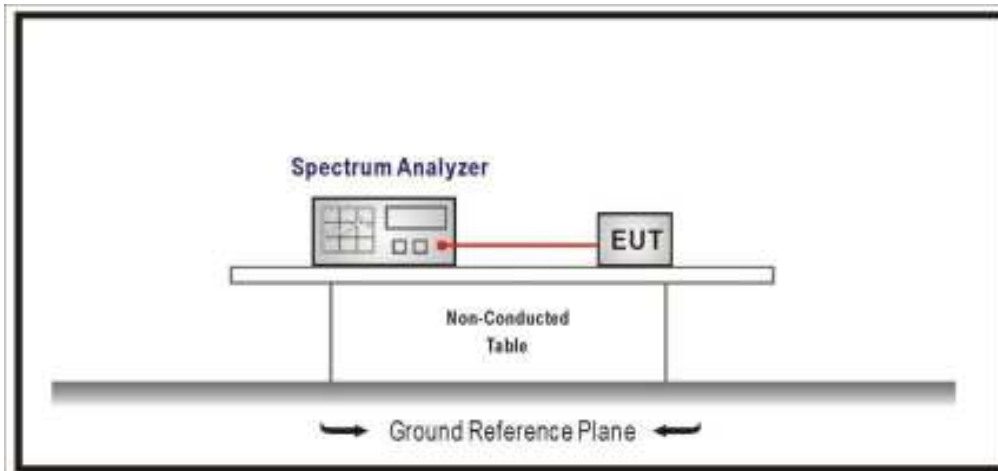 Spectrum Analyzer
EUT
Non-Conducted
Table
Ground Reference Plane